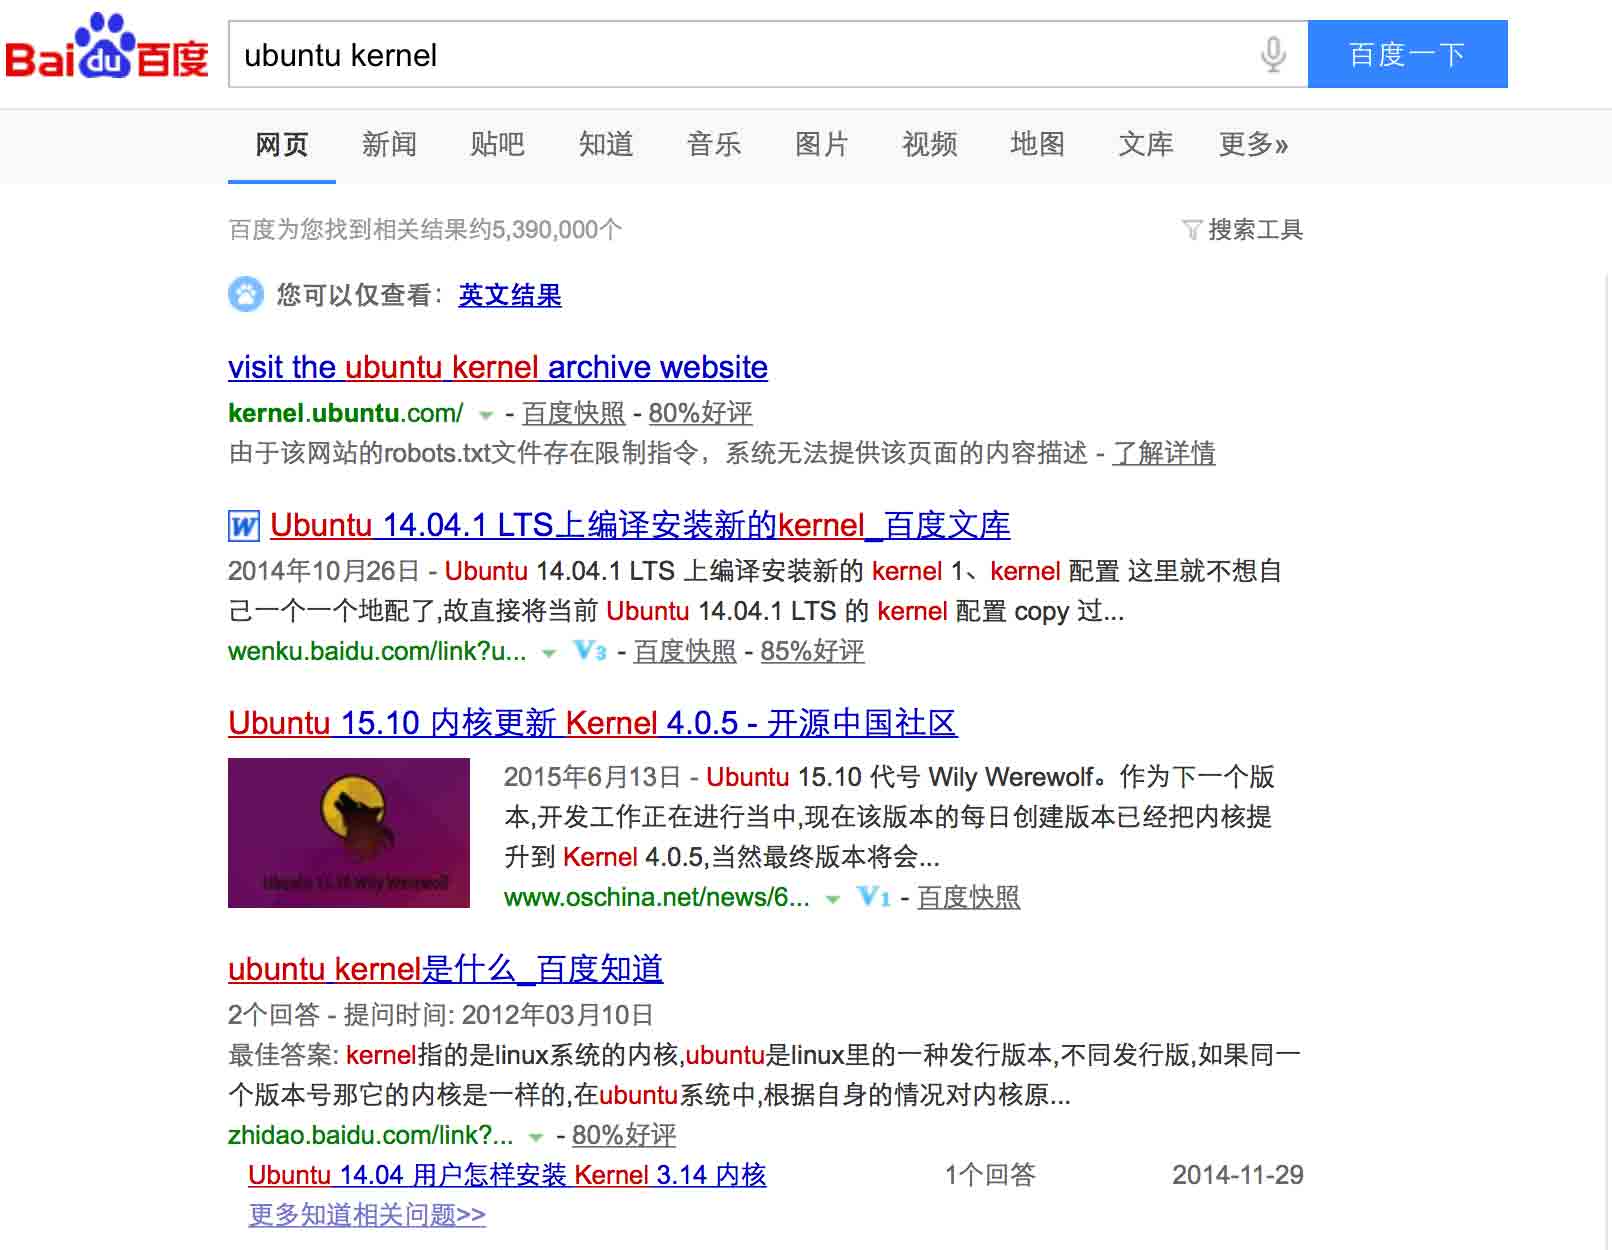 Bai du 百度
ubuntu kernel
百度一下
网页 新闻 贴吧 知道 音乐 图片 视频 地图 文库 更多»
百度为您找到相关结果约5,390,000个
搜索工具
您可以仅查看：英文结果
visit the ubuntu kernel archive website
kernel.ubuntu.com/ - 百度快照 - 80%好评
由于该网站的robots.txt文件存在限制指令，系统无法提供该页面的内容描述 - 了解详情
W Ubuntu 14.04.1 LTS上编译安装新的kernel_百度文库
2014年10月26日 - Ubuntu 14.04.1 LTS 上编译安装新的 kernel 1、kernel 配置 这里就不想自
己一个一个地配了,故直接将当前 Ubuntu 14.04.1 LTS 的 kernel 配置 copy 过...
wenku.baidu.com/link?u... V3 - 百度快照 - 85%好评
Ubuntu 15.10 内核更新 Kernel 4.0.5 - 开源中国社区
Ubuntu 15.10 Wily Werewolf
2015年6月13日 - Ubuntu 15.10 代号 Wily Werewolf。作为下一个版
本,开发工作正在进行当中,现在该版本的每日创建版本已经把内核提
升到 Kernel 4.0.5,当然最终版本将会...
www.oschina.net/news/6... V1 - 百度快照
ubuntu kernel是什么_百度知道
2个回答 - 提问时间: 2012年03月10日
最佳答案: kernel指的是linux系统的内核,ubuntu是linux里的一种发行版本,不同发行版,如果同一
个版本号那它的内核是一样的,在ubuntu系统中,根据自身的情况对内核原...
zhidao.baidu.com/link?... - 80%好评
Ubuntu 14.04 用户怎样安装 Kernel 3.14 内核 1个回答 2014-11-29
更多知道相关问题>>